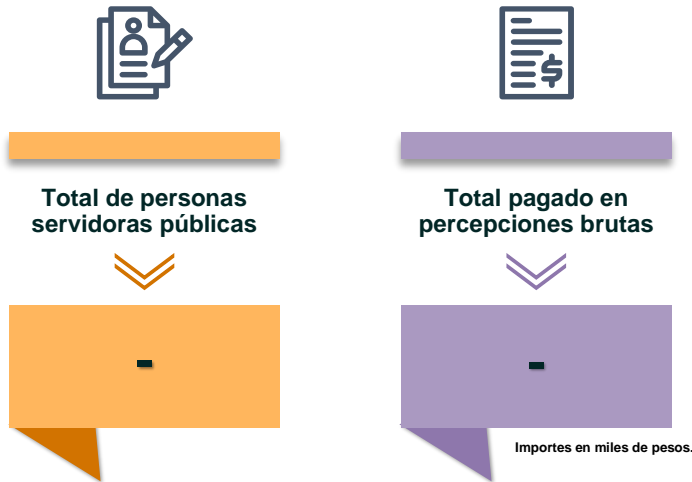 Total de personas
servidoras públicas
Total pagado en
percepciones brutas
-
-
Importes en miles de pesos.